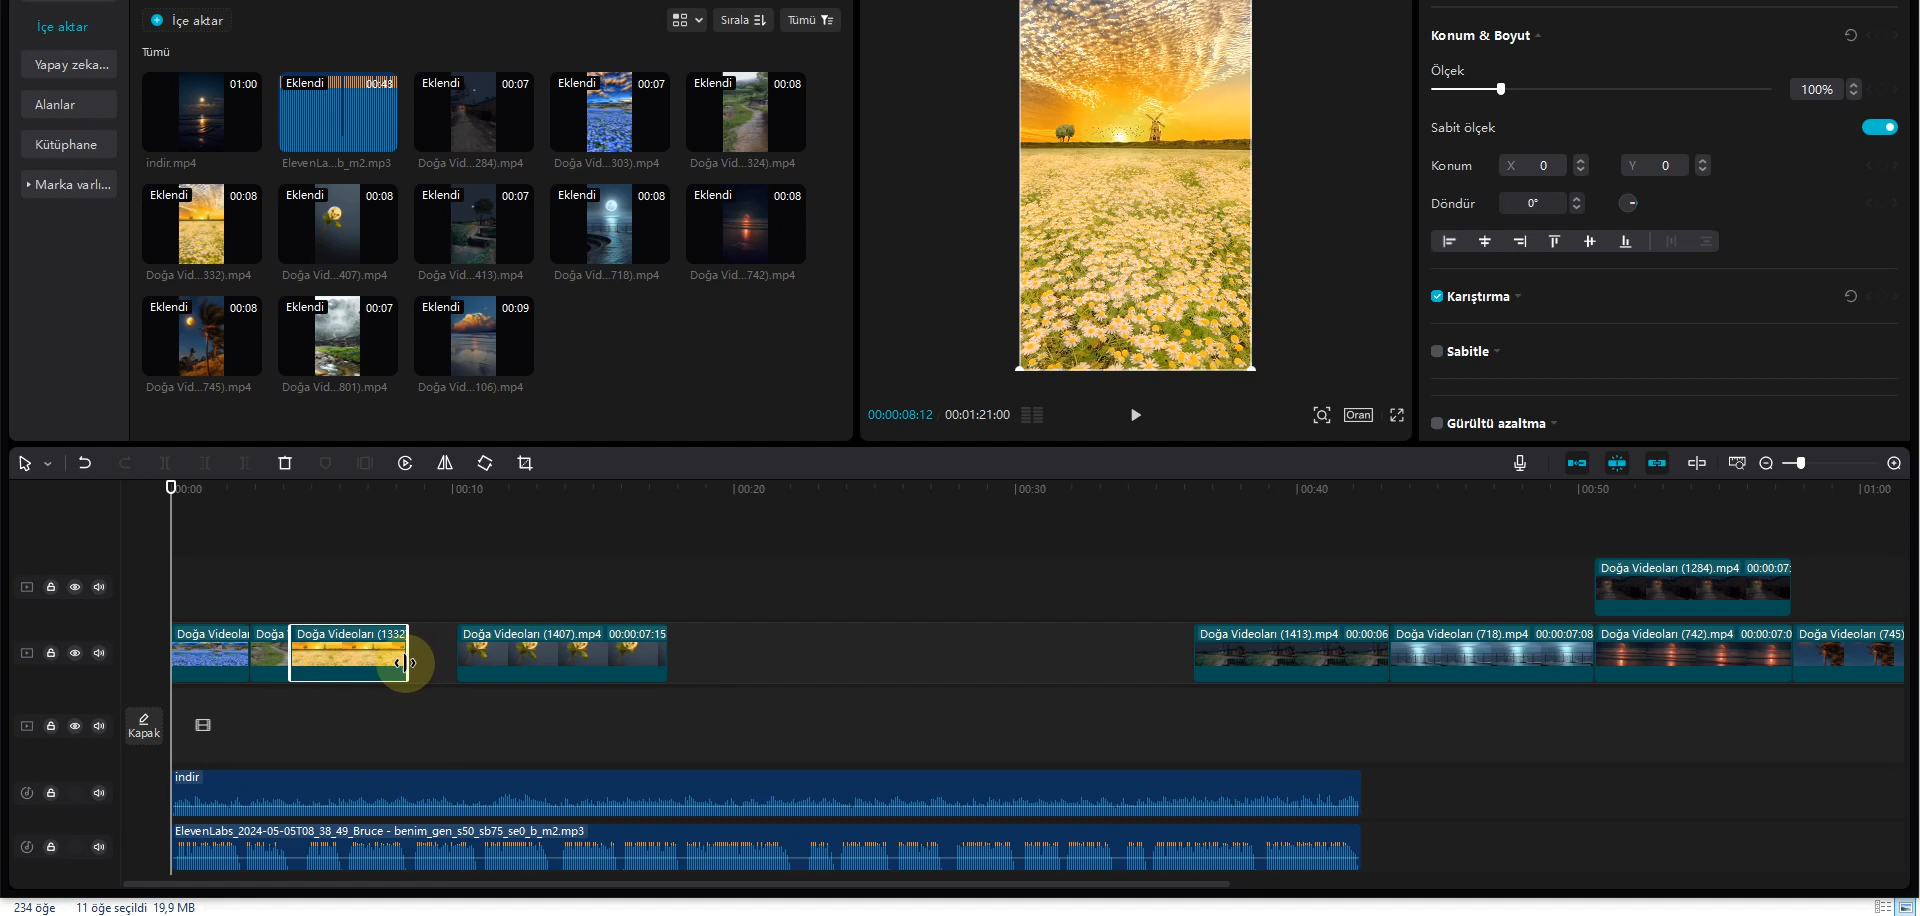 İçe aktar
Yapay zeka...
Alanlar
Kütüphane
Marka varlı...
İçe aktar
Sırala
Tümü
Tümü
01:00
indir.mp4
Eklendi 00:43
ElevenLa...b_m2.mp3
Eklendi 00:07
Doğa Vid...284).mp4
Eklendi 00:07
Doğa Vid...303).mp4
Eklendi 00:08
Doğa Vid...324).mp4
Eklendi 00:08
Doğa Vid...332).mp4
Eklendi 00:08
Doğa Vid...407).mp4
Eklendi 00:07
Doğa Vid...413).mp4
Eklendi 00:08
Doğa Vid...718).mp4
Eklendi 00:08
Doğa Vid...742).mp4
Eklendi 00:08
Doğa Vid...745).mp4
Eklendi 00:07
Doğa Vid...801).mp4
Eklendi 00:09
Doğa Vid...106).mp4
00:00:08:12 00:01:21:00
Oran
Konum & Boyut
Ölçek
100%
Sabit ölçek
Konum X 0 Y 0
Döndür 0°
Karıştırma
Sabitle
Gürültü azaltma
00:00 00:10 00:20 00:30 00:40 00:50 01:00
Doğa Videoları (1284).mp4 00:00:07:
Doğa Videolar Doğa Doğa Videoları (1332 Doğa Videoları (1407).mp4 00:00:07:15 Doğa Videoları (1413).mp4 00:00:06 Doğa Videoları (718).mp4 00:00:07:08 Doğa Videoları (742).mp4 00:00:07:0 Doğa Videoları (745)
Kapak
indir
ElevenLabs_2024-05-05T08_38_49_Bruce - benim_gen_s50_sb75_se0_b_m2.mp3
234 öğe 11 öğe seçildi 19,9 MB